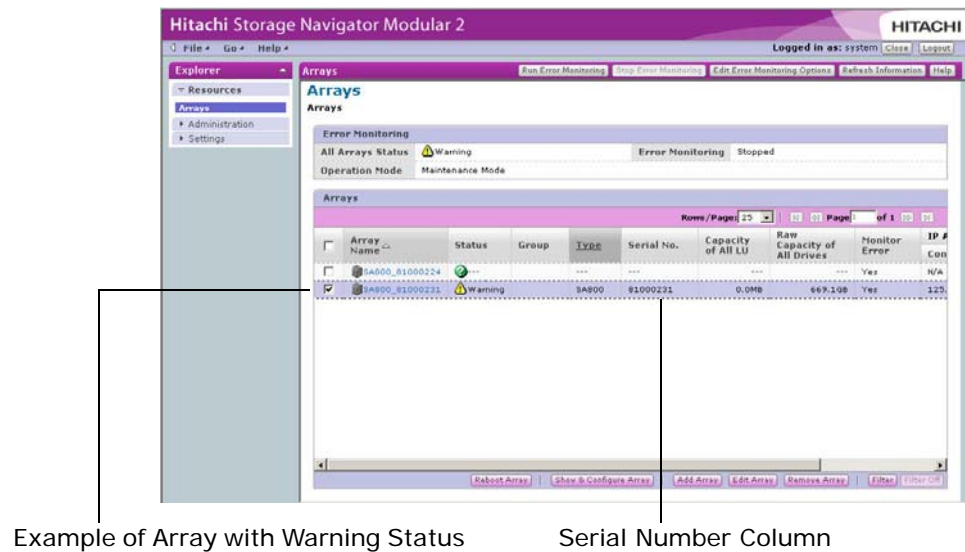 Hitachi Storage Navigator Modular 2
HITACHI
File Go Help
Logged in as: system Close Logout
Explorer
Resources
Arrays
Administration
Settings
Arrays Run Error Monitoring Stop Error Monitoring Edit Error Monitoring Options Refresh Information Help
Arrays
Arrays
Error Monitoring
All Arrays Status Warning Error Monitoring Stopped
Operation Mode Maintenance Mode
Arrays
Rows/Page: 25 Page 1 of 1
Array Name Status Group Type Serial No. Capacity of All LU Raw Capacity of All Drives Monitor Error IP A
Con
SA800_81000224 --- --- --- --- --- Yes N/A
SA800_81000231 Warning SA800 81000231 0.0MB 669.1GB Yes 125.
Reboot Array Show & Configure Array Add Array Edit Array Remove Array Filter Filter Off
Example of Array with Warning Status Serial Number Column